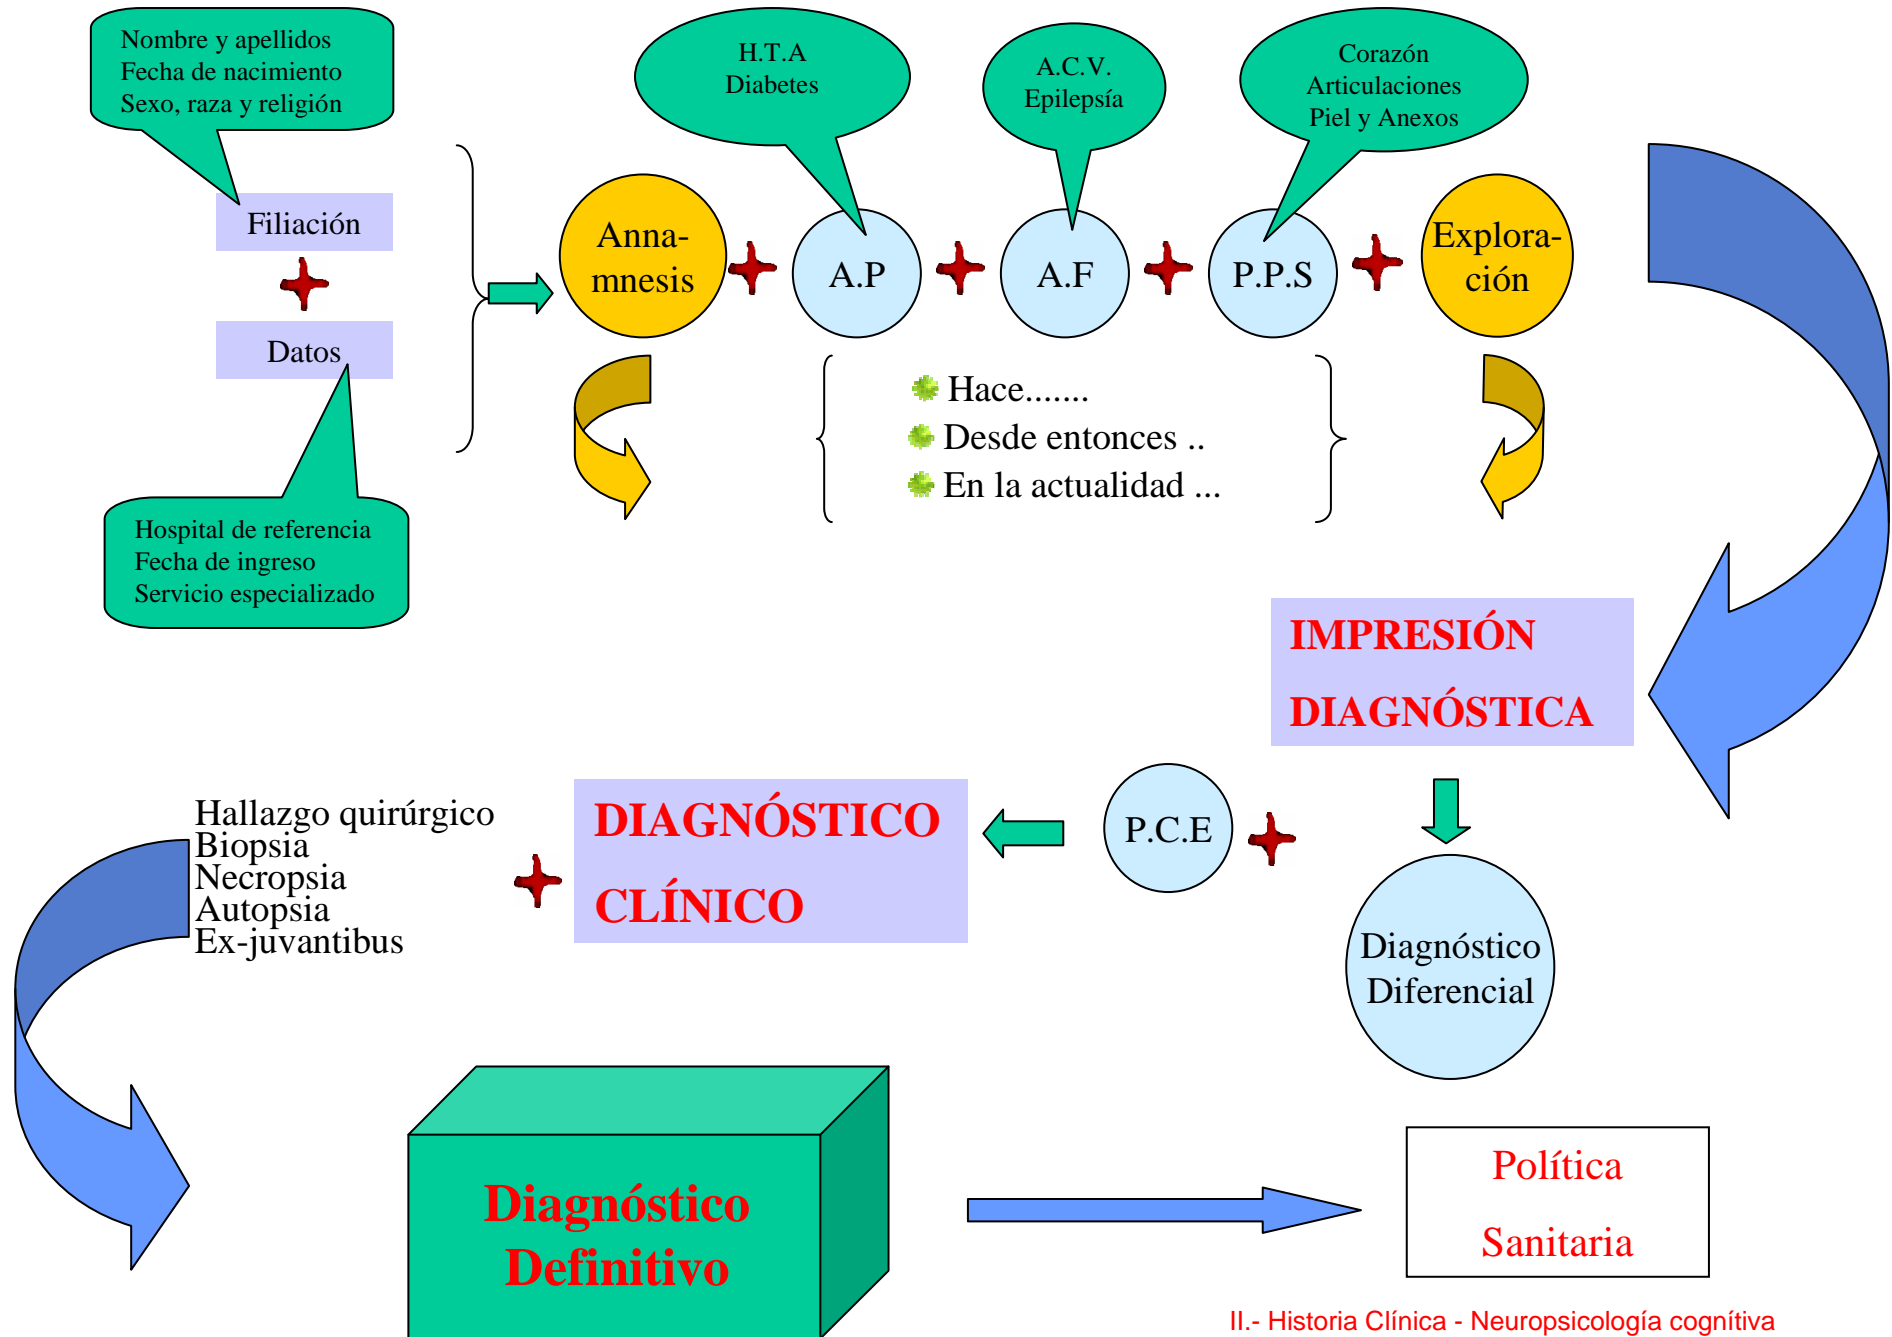 Nombre y apellidos
Fecha de nacimiento
Sexo, raza y religión
H.T.A
Diabetes
A.C.V.
Epilepsía
Corazón
Articulaciones
Piel y Anexos
Filiación
Datos
Anna-
mnesis
A.P
A.F
P.P.S
Explora-
ción
Hace.......
Desde entonces ..
En la actualidad ...
Hospital de referencia
Fecha de ingreso
Servicio especializado
IMPRESIÓN
DIAGNÓSTICA
Diagnóstico
Diferencial
P.C.E
DIAGNÓSTICO
CLÍNICO
Hallazgo quirúrgico
Biopsia
Necropsia
Autopsia
Ex-juvantibus
Diagnóstico
Definitivo
Política
Sanitaria
II.- Historia Clínica - Neuropsicología cognítiva